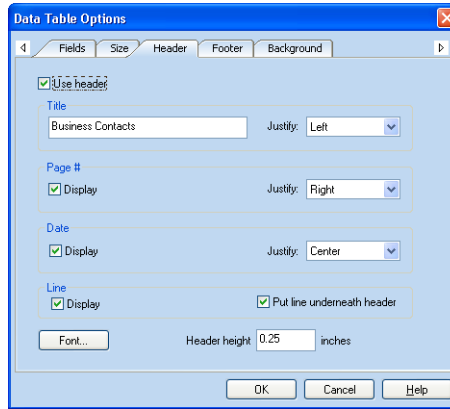 Data Table Options
Fields Size Header Footer Background
Use header
Title
Business Contacts Justify: Left
Page #
Display Justify: Right
Date
Display Justify: Center
Line
Display Put line underneath header
Font... Header height 0.25 inches
OK Cancel Help